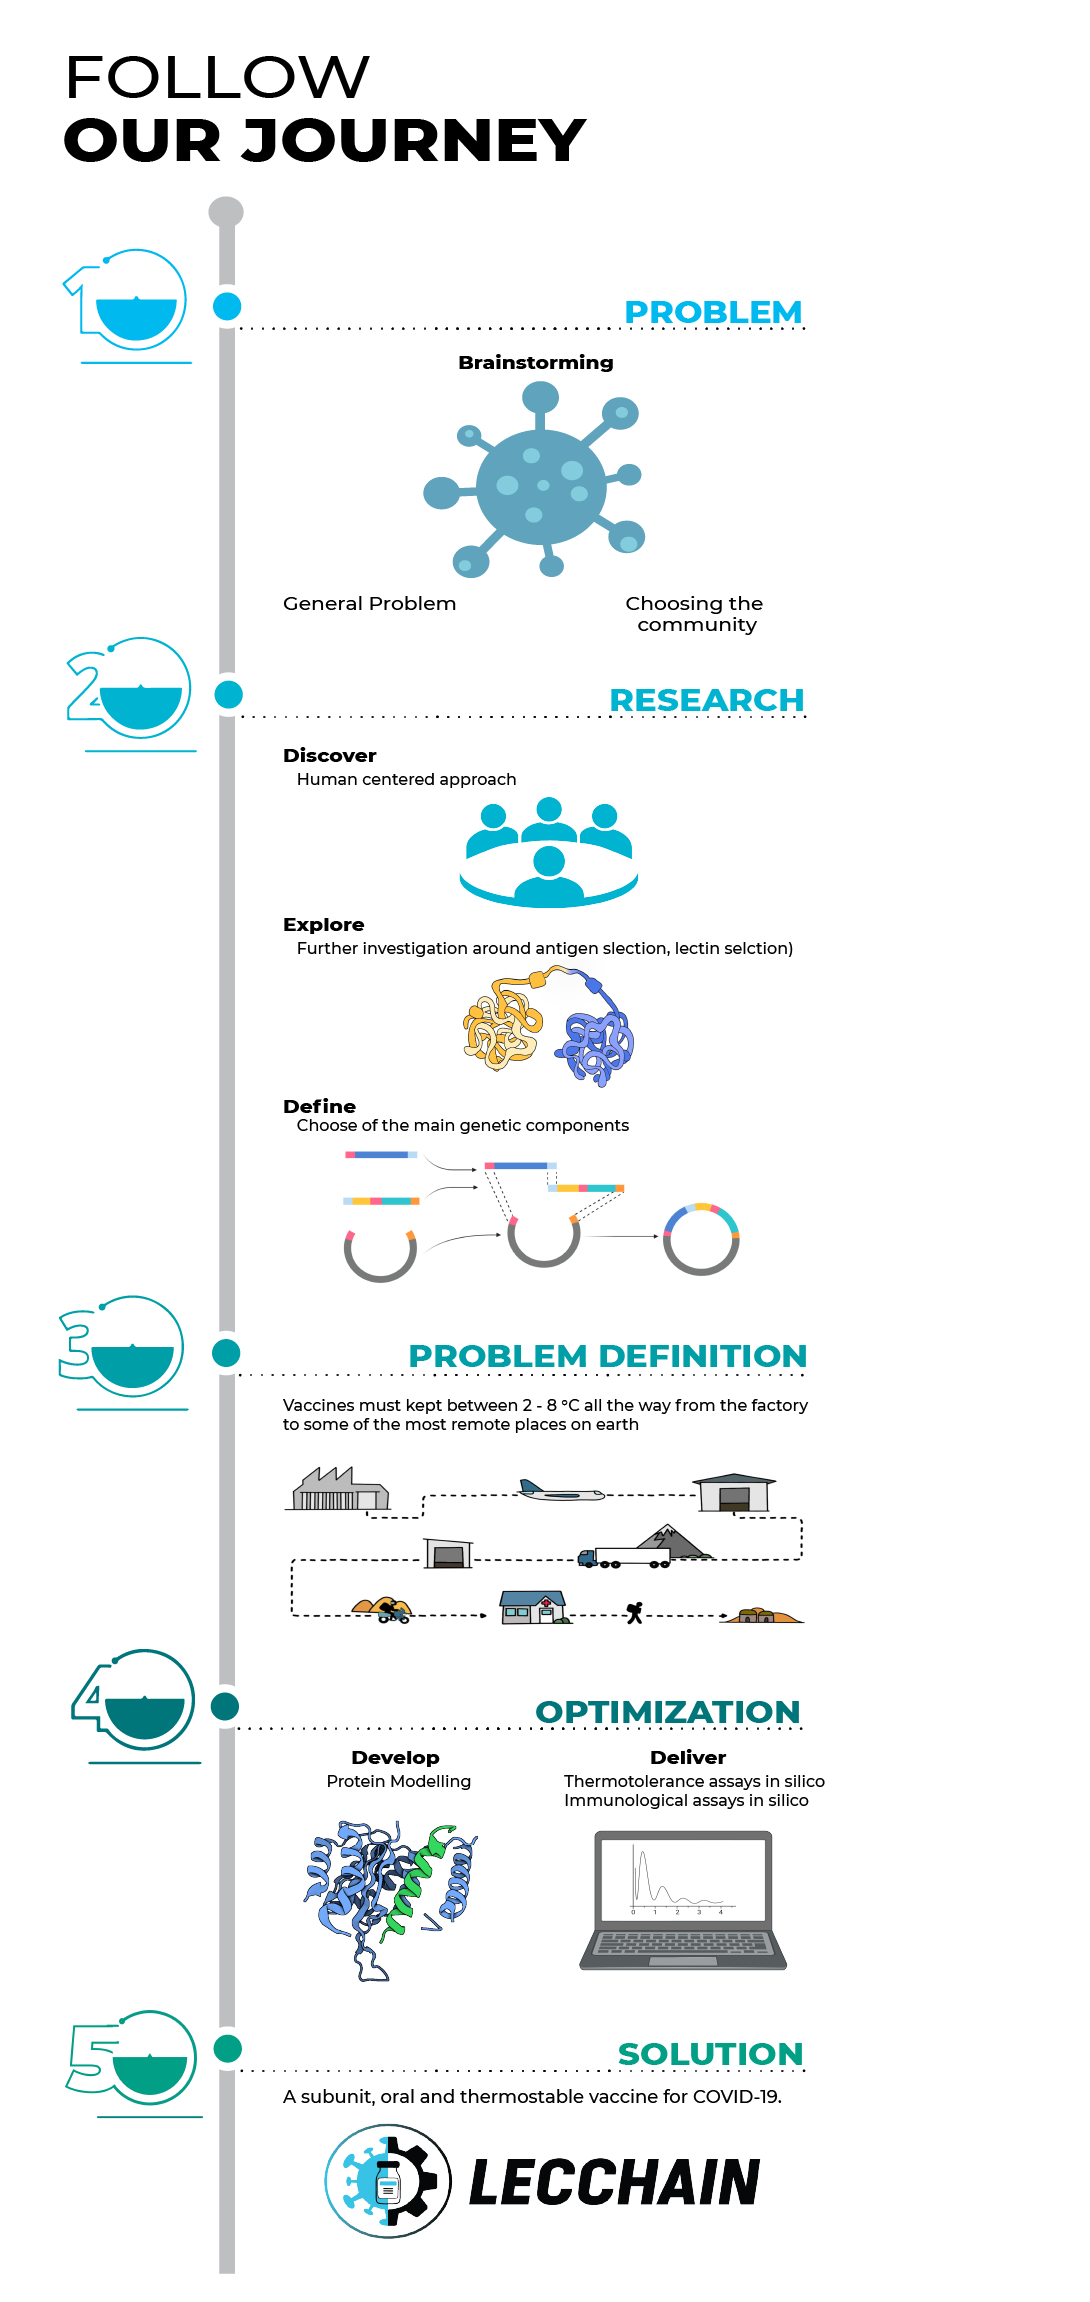 FOLLOW
OUR JOURNEY
1
PROBLEM
Brainstorming
General Problem
Choosing the
community
2
RESEARCH
Discover
Human centered approach
Explore
Further investigation around antigen slection, lectin selction)
Define
Choose of the main genetic components
3
PROBLEM DEFINITION
Vaccines must kept between 2 - 8 °C all the way from the factory
to some of the most remote places on earth
4
OPTIMIZATION
Develop
Protein Modelling
Deliver
Thermotolerance assays in silico
Immunological assays in silico
0 1 2 3 4
5
SOLUTION
A subunit, oral and thermostable vaccine for COVID-19.
LECCHAIN